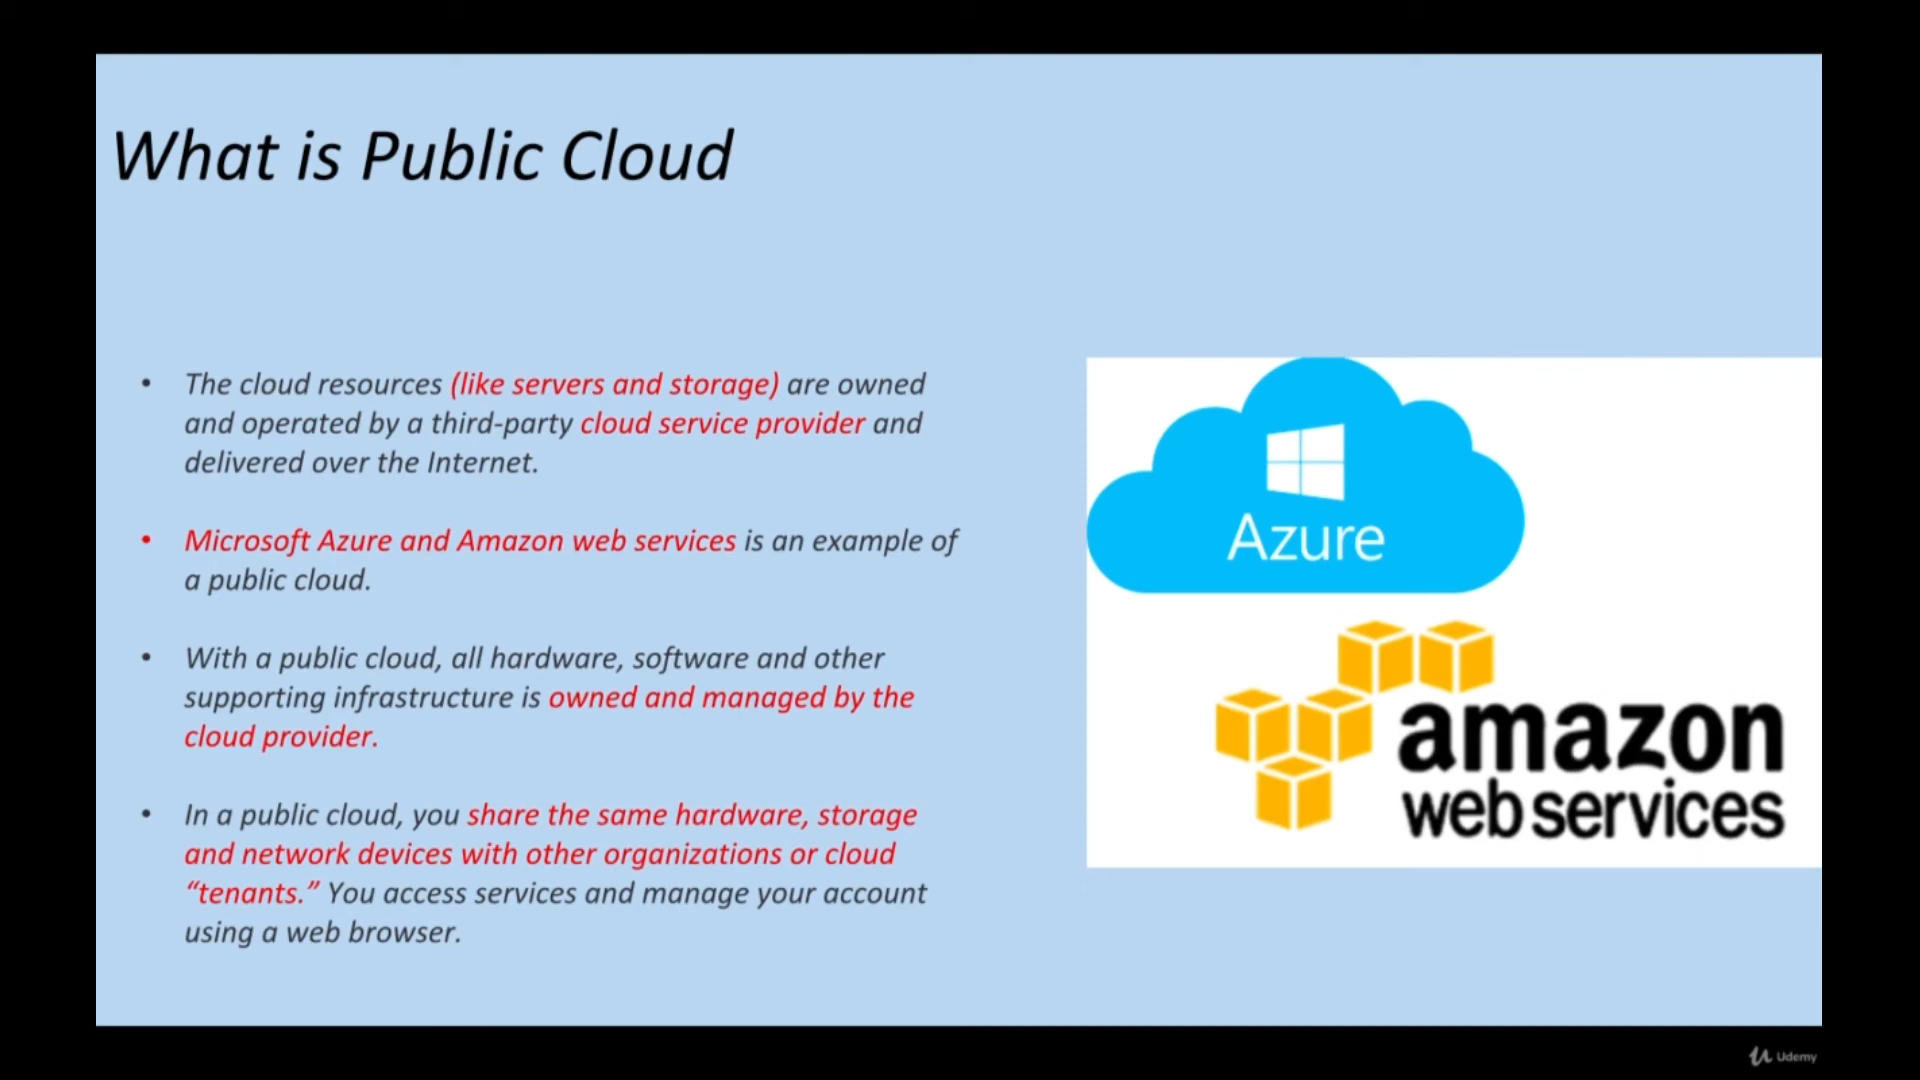 What is Public Cloud
• The cloud resources (like servers and storage) are owned
and operated by a third-party cloud service provider and
delivered over the Internet.
• Microsoft Azure and Amazon web services is an example of
a public cloud.
• With a public cloud, all hardware, software and other
supporting infrastructure is owned and managed by the
cloud provider.
• In a public cloud, you share the same hardware, storage
and network devices with other organizations or cloud
“tenants.” You access services and manage your account
using a web browser.
Azure
amazon
webservices
Udemy